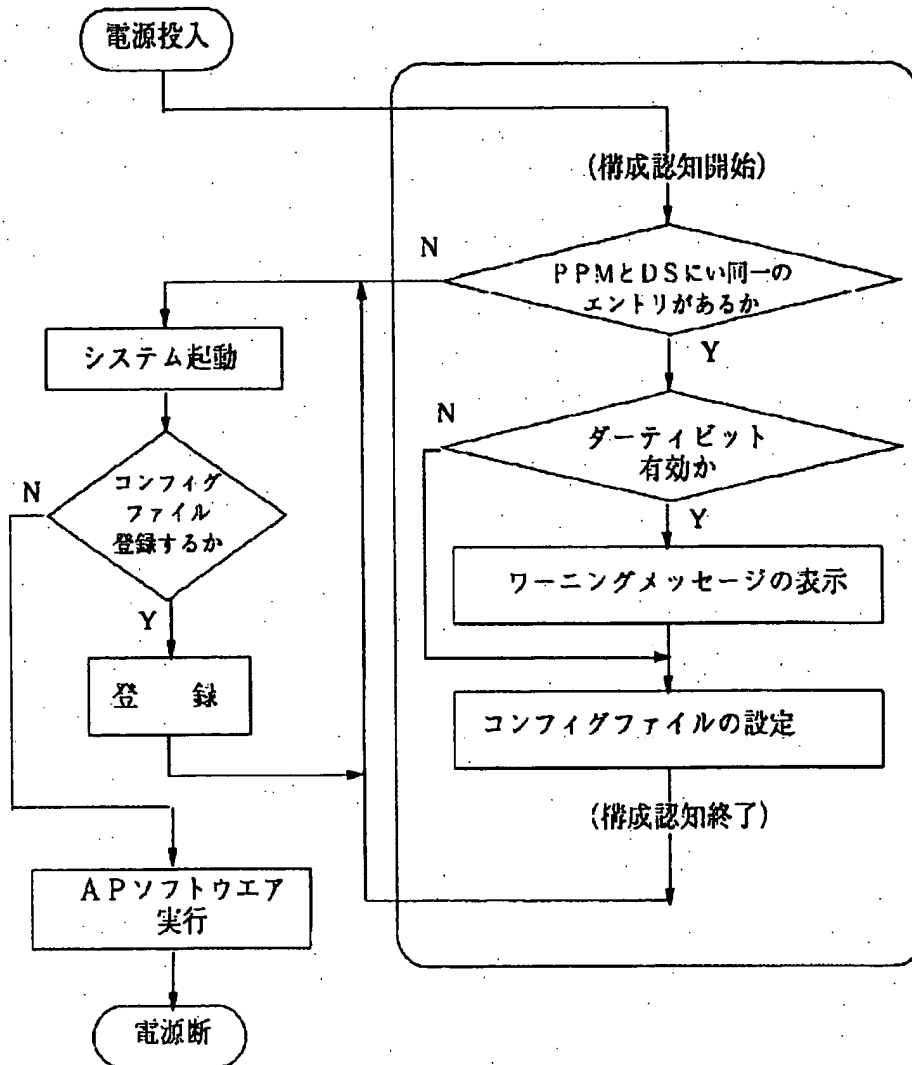 電源投入
(構成認知開始)
N
PPMとDSにい同一の
エントリがあるか
Y
システム起動
N
ダーティビット
有効か
Y
N
コンフィグ
ファイル
登録するか
Y
ワーニングメッセージの表示
登 録
コンフィグファイルの設定
(構成認知終了)
APソフトウエア
実行
電源断